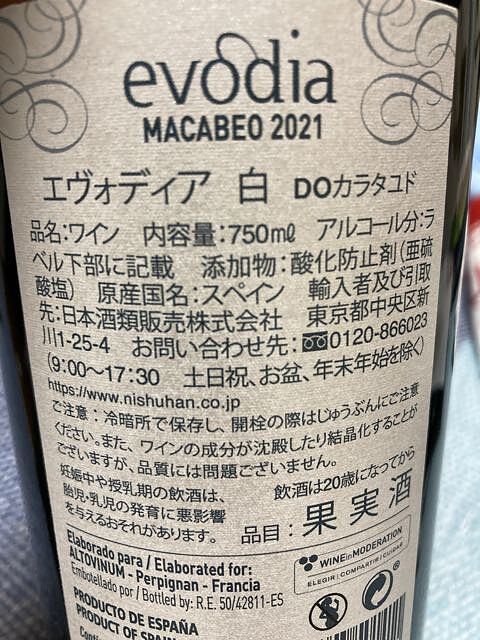 evodia
MACABEO 2021
エヴォディア 白 DOカラタユド
品名:ワイン 内容量:750㎖ アルコール分:ラ
ベル下部に記載 添加物:酸化防止剤(亜硫
酸塩) 原産国名:スペイン 輸入者及び引取
先:日本酒類販売株式会社 東京都中央区新
川1-25-4 お問い合わせ先:0120-866023
(9:00〜17:30 土日祝、お盆、年末年始を除く)
https://www.nishuhan.co.jp
ご注意:冷暗所で保存し、開栓の際はじゅうぶんにご注意
ください。また、ワインの成分が沈殿したり結晶化することが
ございますが、品質には問題ございません。
妊娠中や授乳期の飲酒は、
胎児・乳児の発育に悪影響
を与えるおそれがあります。
飲酒は20歳になってから
品目:果実酒
Elaborado para / Elaborated for:
ALTOVINUM - Perpignan - Francia
Embotellado por / Bottled by: R.E. 50/42811-ES
WINE in MODERATION
ELEGIR | COMPARTIR | CUIDAR
PRODUCTO DE ESPAÑA
PRODUCT OF SPAIN